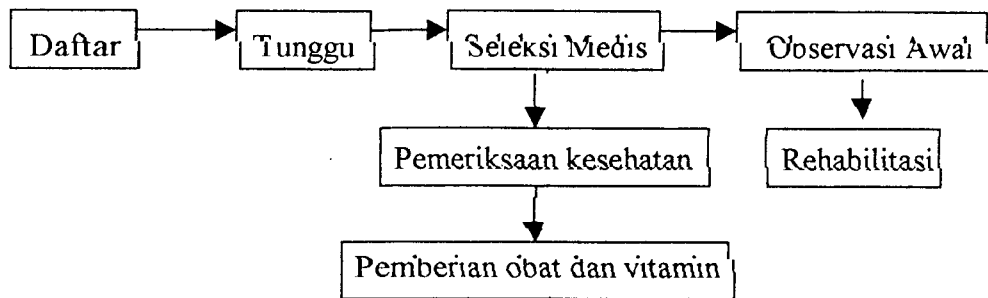 Daftar
Tunggu
Seleksi Medis
Observasi Awal
Pemeriksaan kesehatan
Rehabilitasi
Pemberian obat dan vitamin